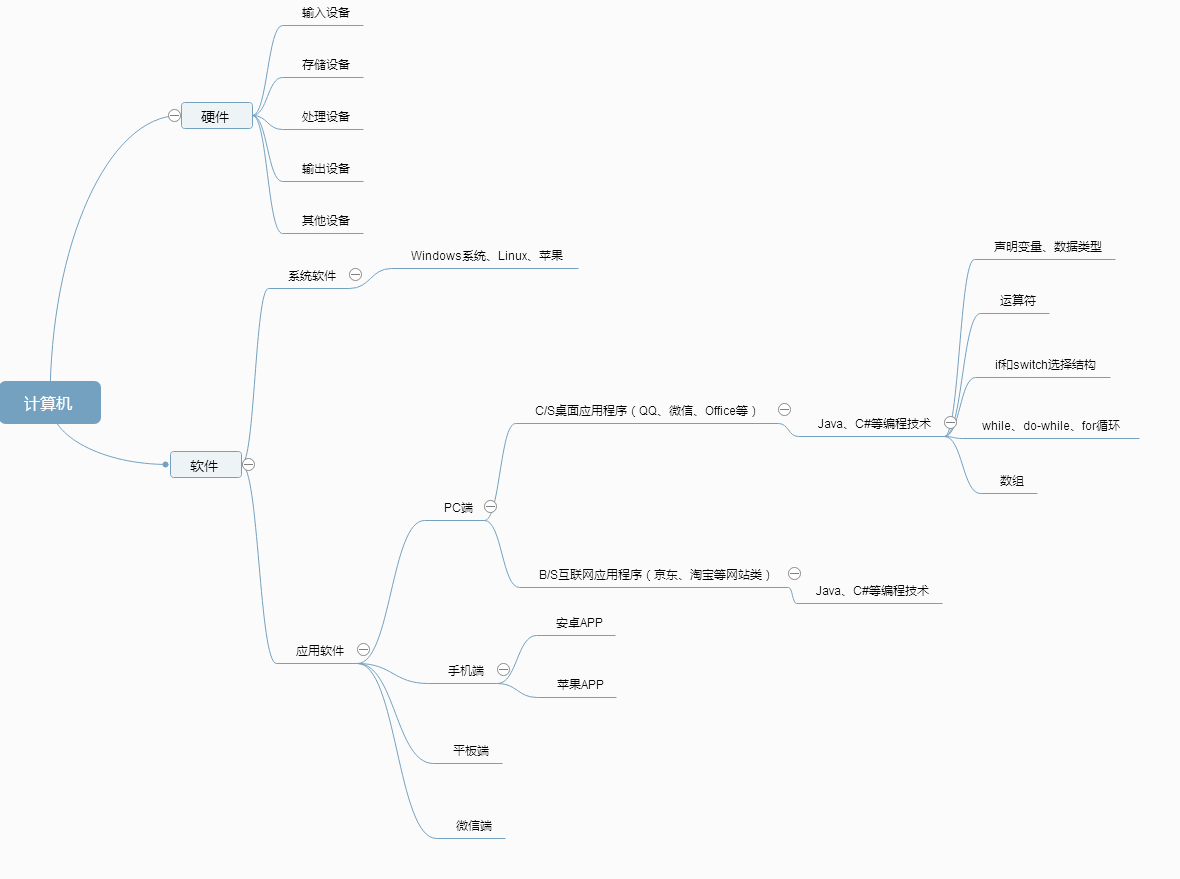 计算机
硬件
输入设备
存储设备
处理设备
输出设备
其他设备
软件
系统软件
Windows系统、Linux、苹果
应用软件
PC端
C/S桌面应用程序（QQ、微信、Office等）
Java、C#等编程技术
声明变量、数据类型
运算符
if和switch选择结构
while、do-while、for循环
数组
B/S互联网应用程序（京东、淘宝等网站类）
Java、C#等编程技术
手机端
安卓APP
苹果APP
平板端
微信端